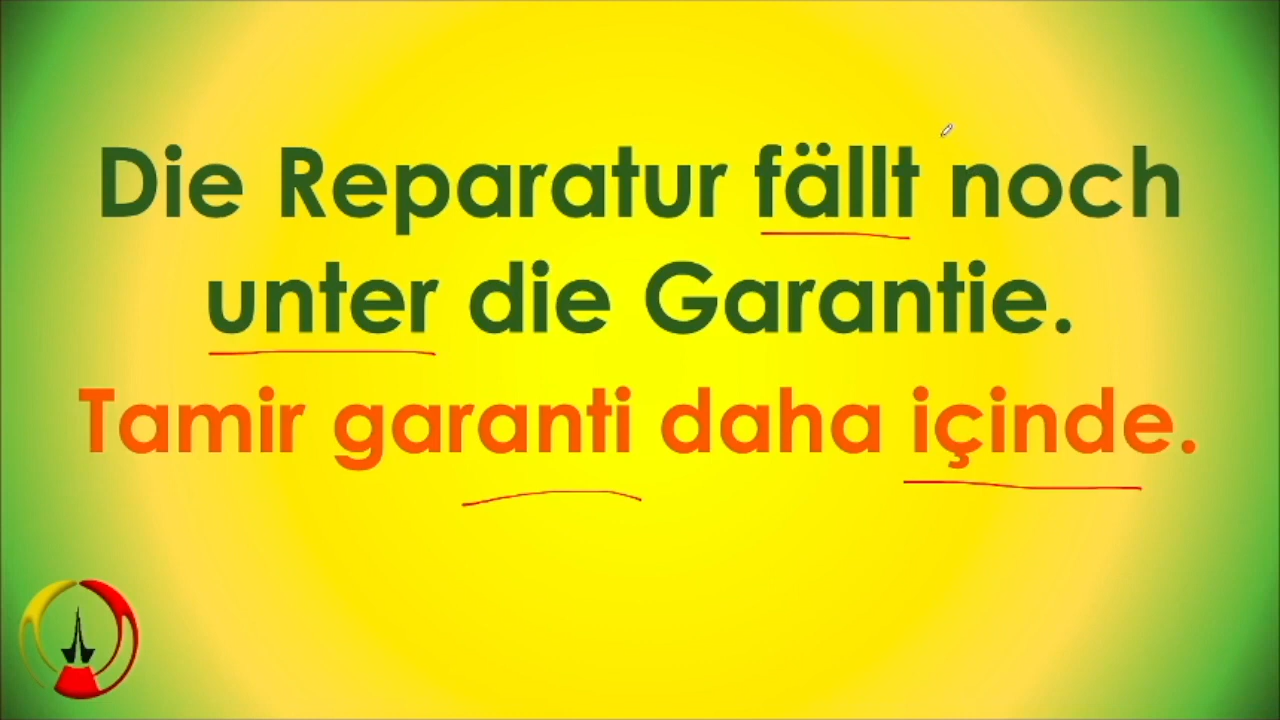 Die Reparatur fällt noch
unter die Garantie.
Tamir garanti daha içinde.